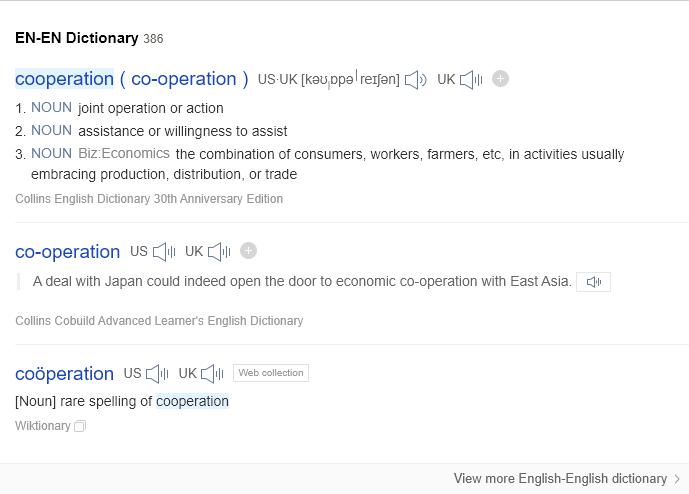 EN-EN Dictionary 386
cooperation ( co-operation ) US·UK [kəʊˌɒpəˈreɪʃən] UK
1. NOUN joint operation or action
2. NOUN assistance or willingness to assist
3. NOUN Biz:Economics the combination of consumers, workers, farmers, etc, in activities usually
embracing production, distribution, or trade
Collins English Dictionary 30th Anniversary Edition
co-operation US UK
A deal with Japan could indeed open the door to economic co-operation with East Asia.
Collins Cobuild Advanced Learner's English Dictionary
coöperation US UK Web collection
[Noun] rare spelling of cooperation
Wiktionary
View more English-English dictionary